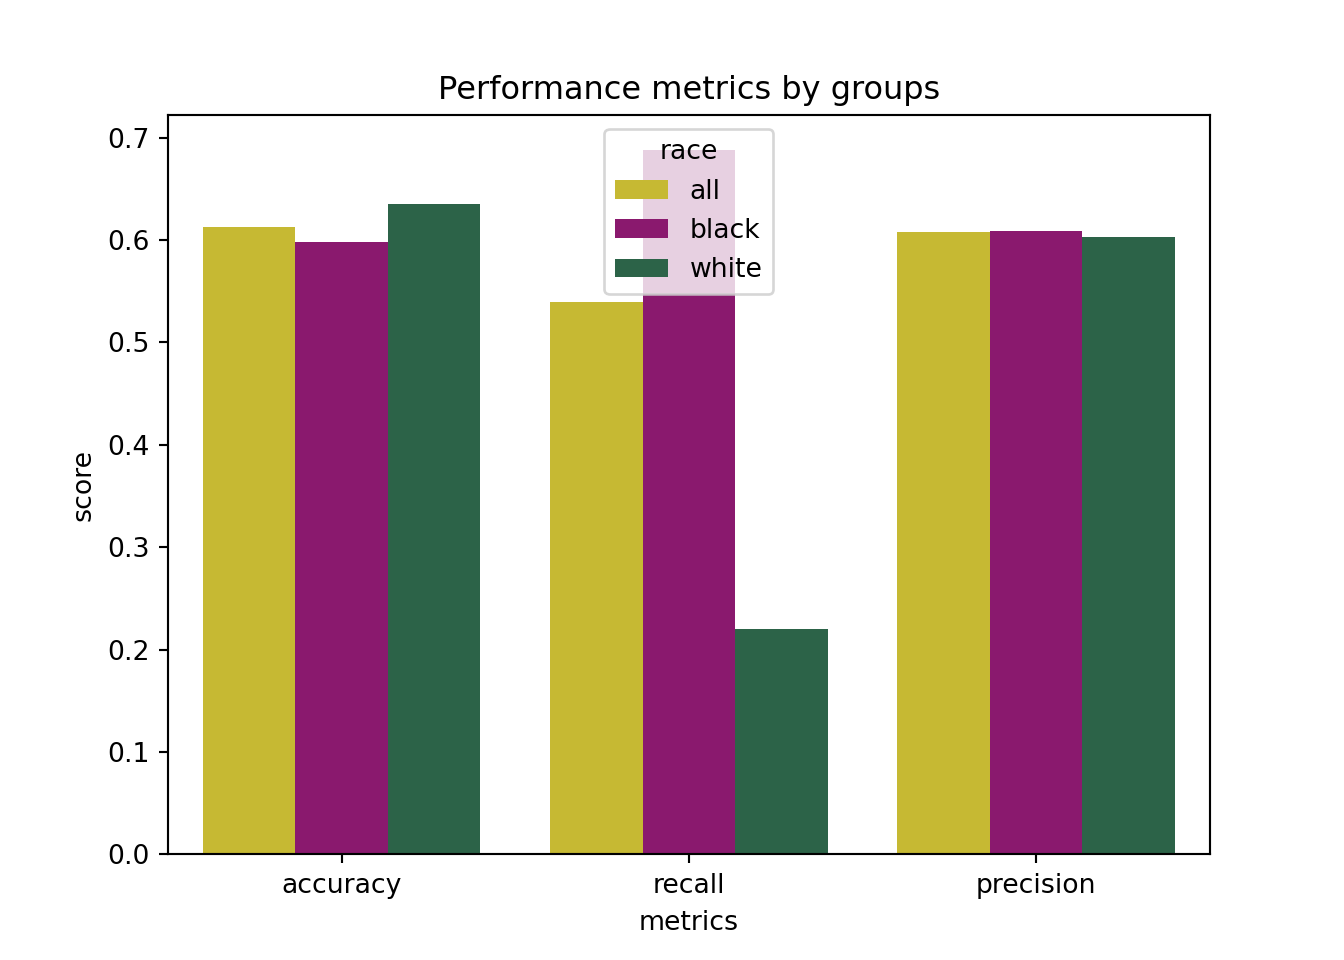 Performance metrics by groups
race
all
black
white
score
0.7
0.6
0.5
0.4
0.3
0.2
0.1
0.0
accuracy
recall
precision
metrics